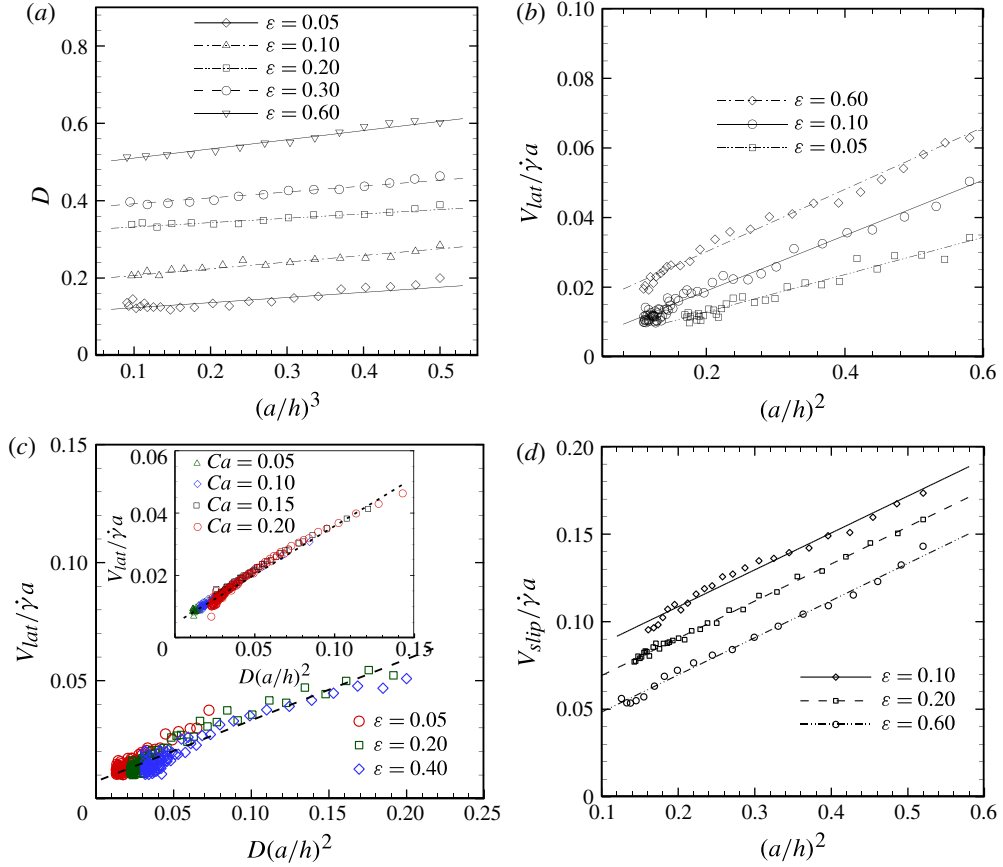 (a)
ε = 0.05
ε = 0.10
ε = 0.20
ε = 0.30
ε = 0.60
0.8
0.6
0.4
0.2
0
D
0.1 0.2 0.3 0.4 0.5
(a/h)³
(b)
0.10
0.08
0.06
0.04
0.02
0
V_lat/γ̇a
ε = 0.60
ε = 0.10
ε = 0.05
0.2 0.4 0.6
(a/h)²
(c)
0.15
0.10
0.05
0
V_lat/γ̇a
0.06
0.04
0.02
0
V_lat/γ̇a
Ca = 0.05
Ca = 0.10
Ca = 0.15
Ca = 0.20
0.05 0.10 0.15
D(a/h)²
ε = 0.05
ε = 0.20
ε = 0.40
0.05 0.10 0.15 0.20 0.25
D(a/h)²
(d)
0.20
0.15
0.10
0.05
0
V_slip/γ̇a
ε = 0.10
ε = 0.20
ε = 0.60
0.1 0.2 0.3 0.4 0.5 0.6
(a/h)²